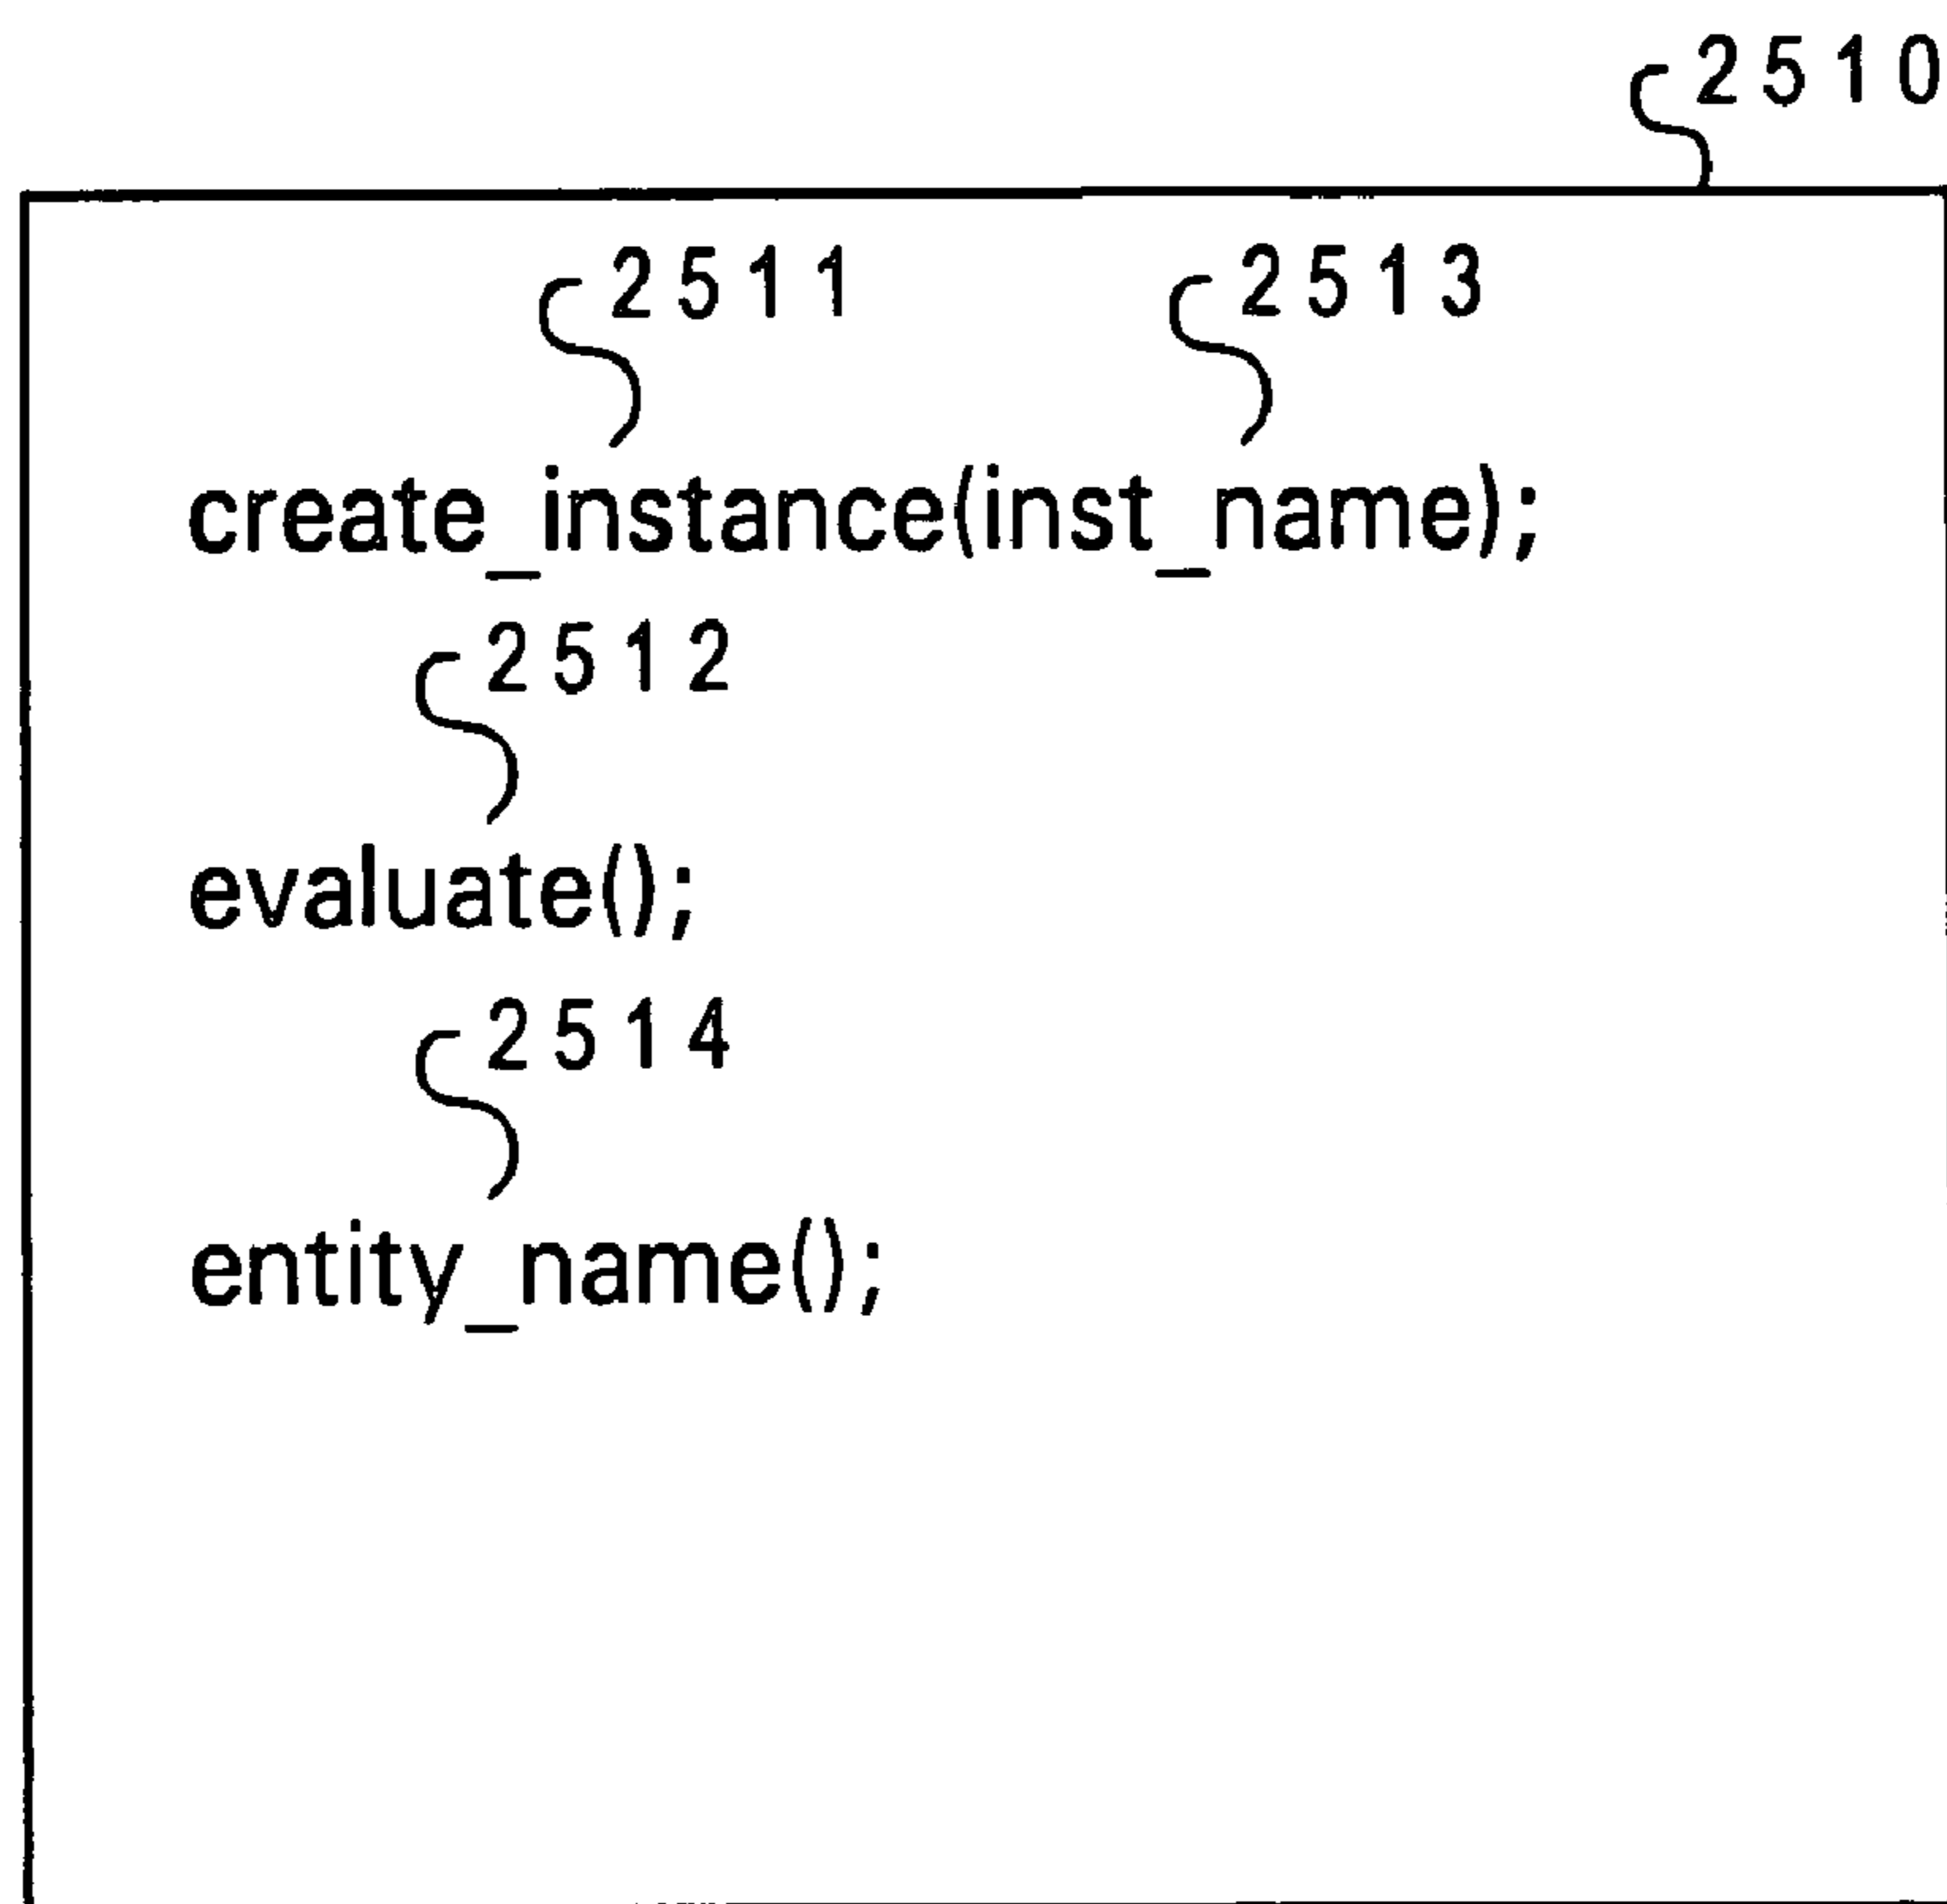 2510
2511 2513
create_instance(inst_name);
2512
evaluate();
2514
entity_name();